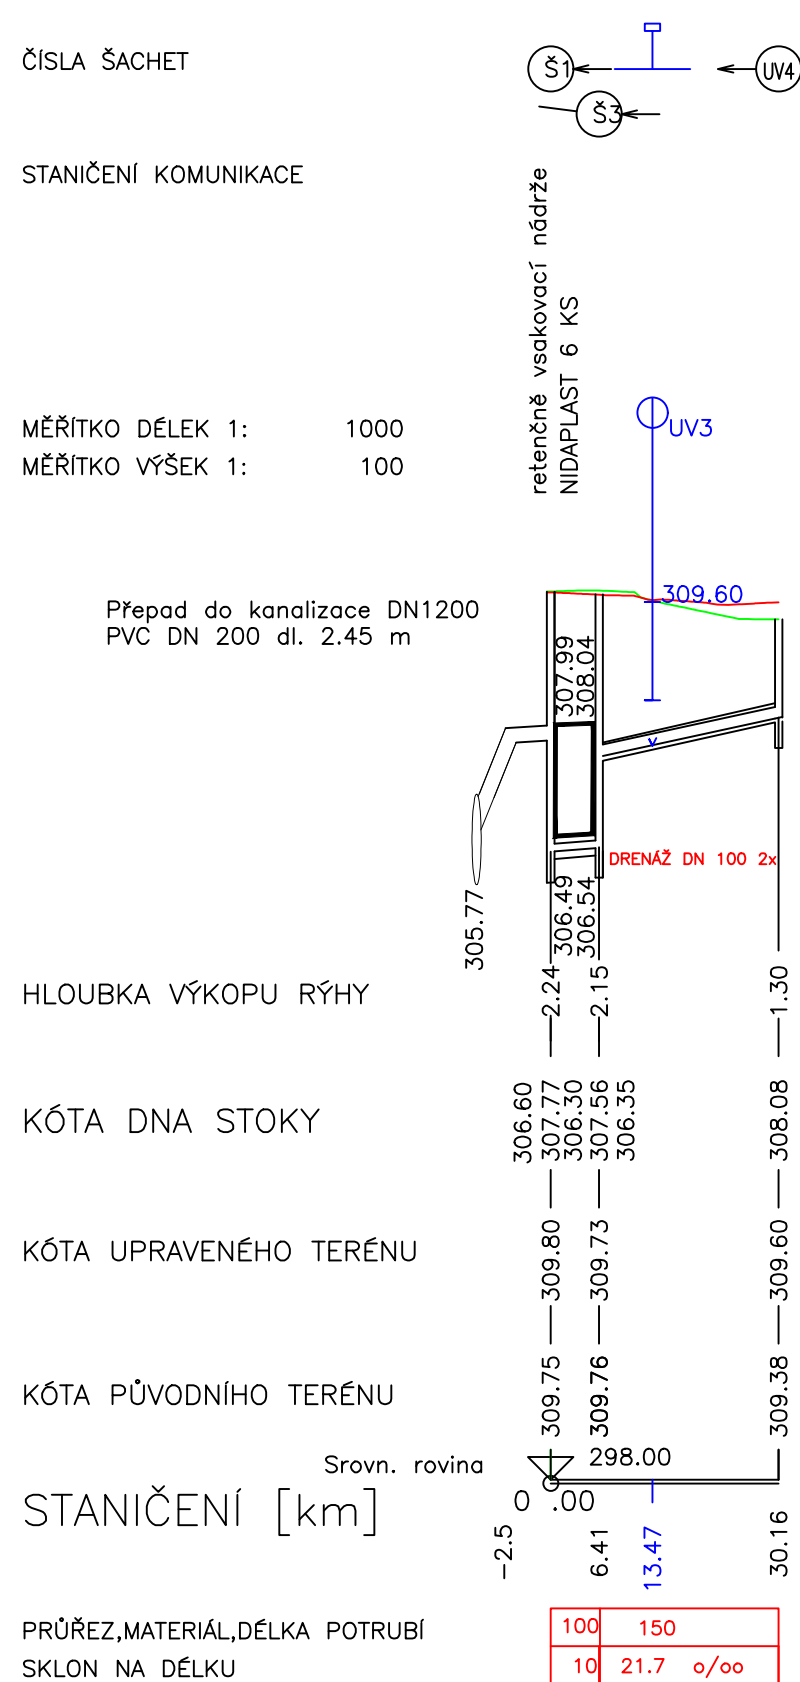 ČÍSLA ŠACHET
Š1
UV4
Š3
STANIČENÍ KOMUNIKACE
retenčně vsakovací nádrže
NIDAPLAST 6 KS
MĚŘÍTKO DÉLEK 1: 1000
MĚŘÍTKO VÝŠEK 1: 100
UV3
309.60
Přepad do kanalizace DN1200
PVC DN 200 dl. 2.45 m
307.99
308.04
DRENÁŽ DN 100 2x
305.77
306.49
306.54
HLOUBKA VÝKOPU RÝHY
2.24
2.15
1.30
KÓTA DNA STOKY
306.60
307.77
306.30
307.56
306.35
308.08
KÓTA UPRAVENÉHO TERÉNU
309.80
309.73
309.60
KÓTA PŮVODNÍHO TERÉNU
309.75
309.76
309.38
Srovn. rovina 298.00
STANIČENÍ [km]
0 .00
-2.5
6.41
13.47
30.16
PRŮŘEZ,MATERIÁL,DÉLKA POTRUBÍ
100 150
SKLON NA DÉLKU
10 21.7 o/oo